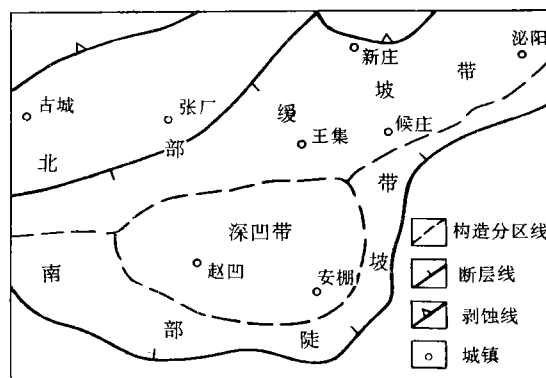 新庄
泌阳
古城
张厂
缓
坡
带
王集
候庄
北
部
带
深凹带
赵凹
安棚
坡
南
部
陡
构造分区线
断层线
剥蚀线
城镇